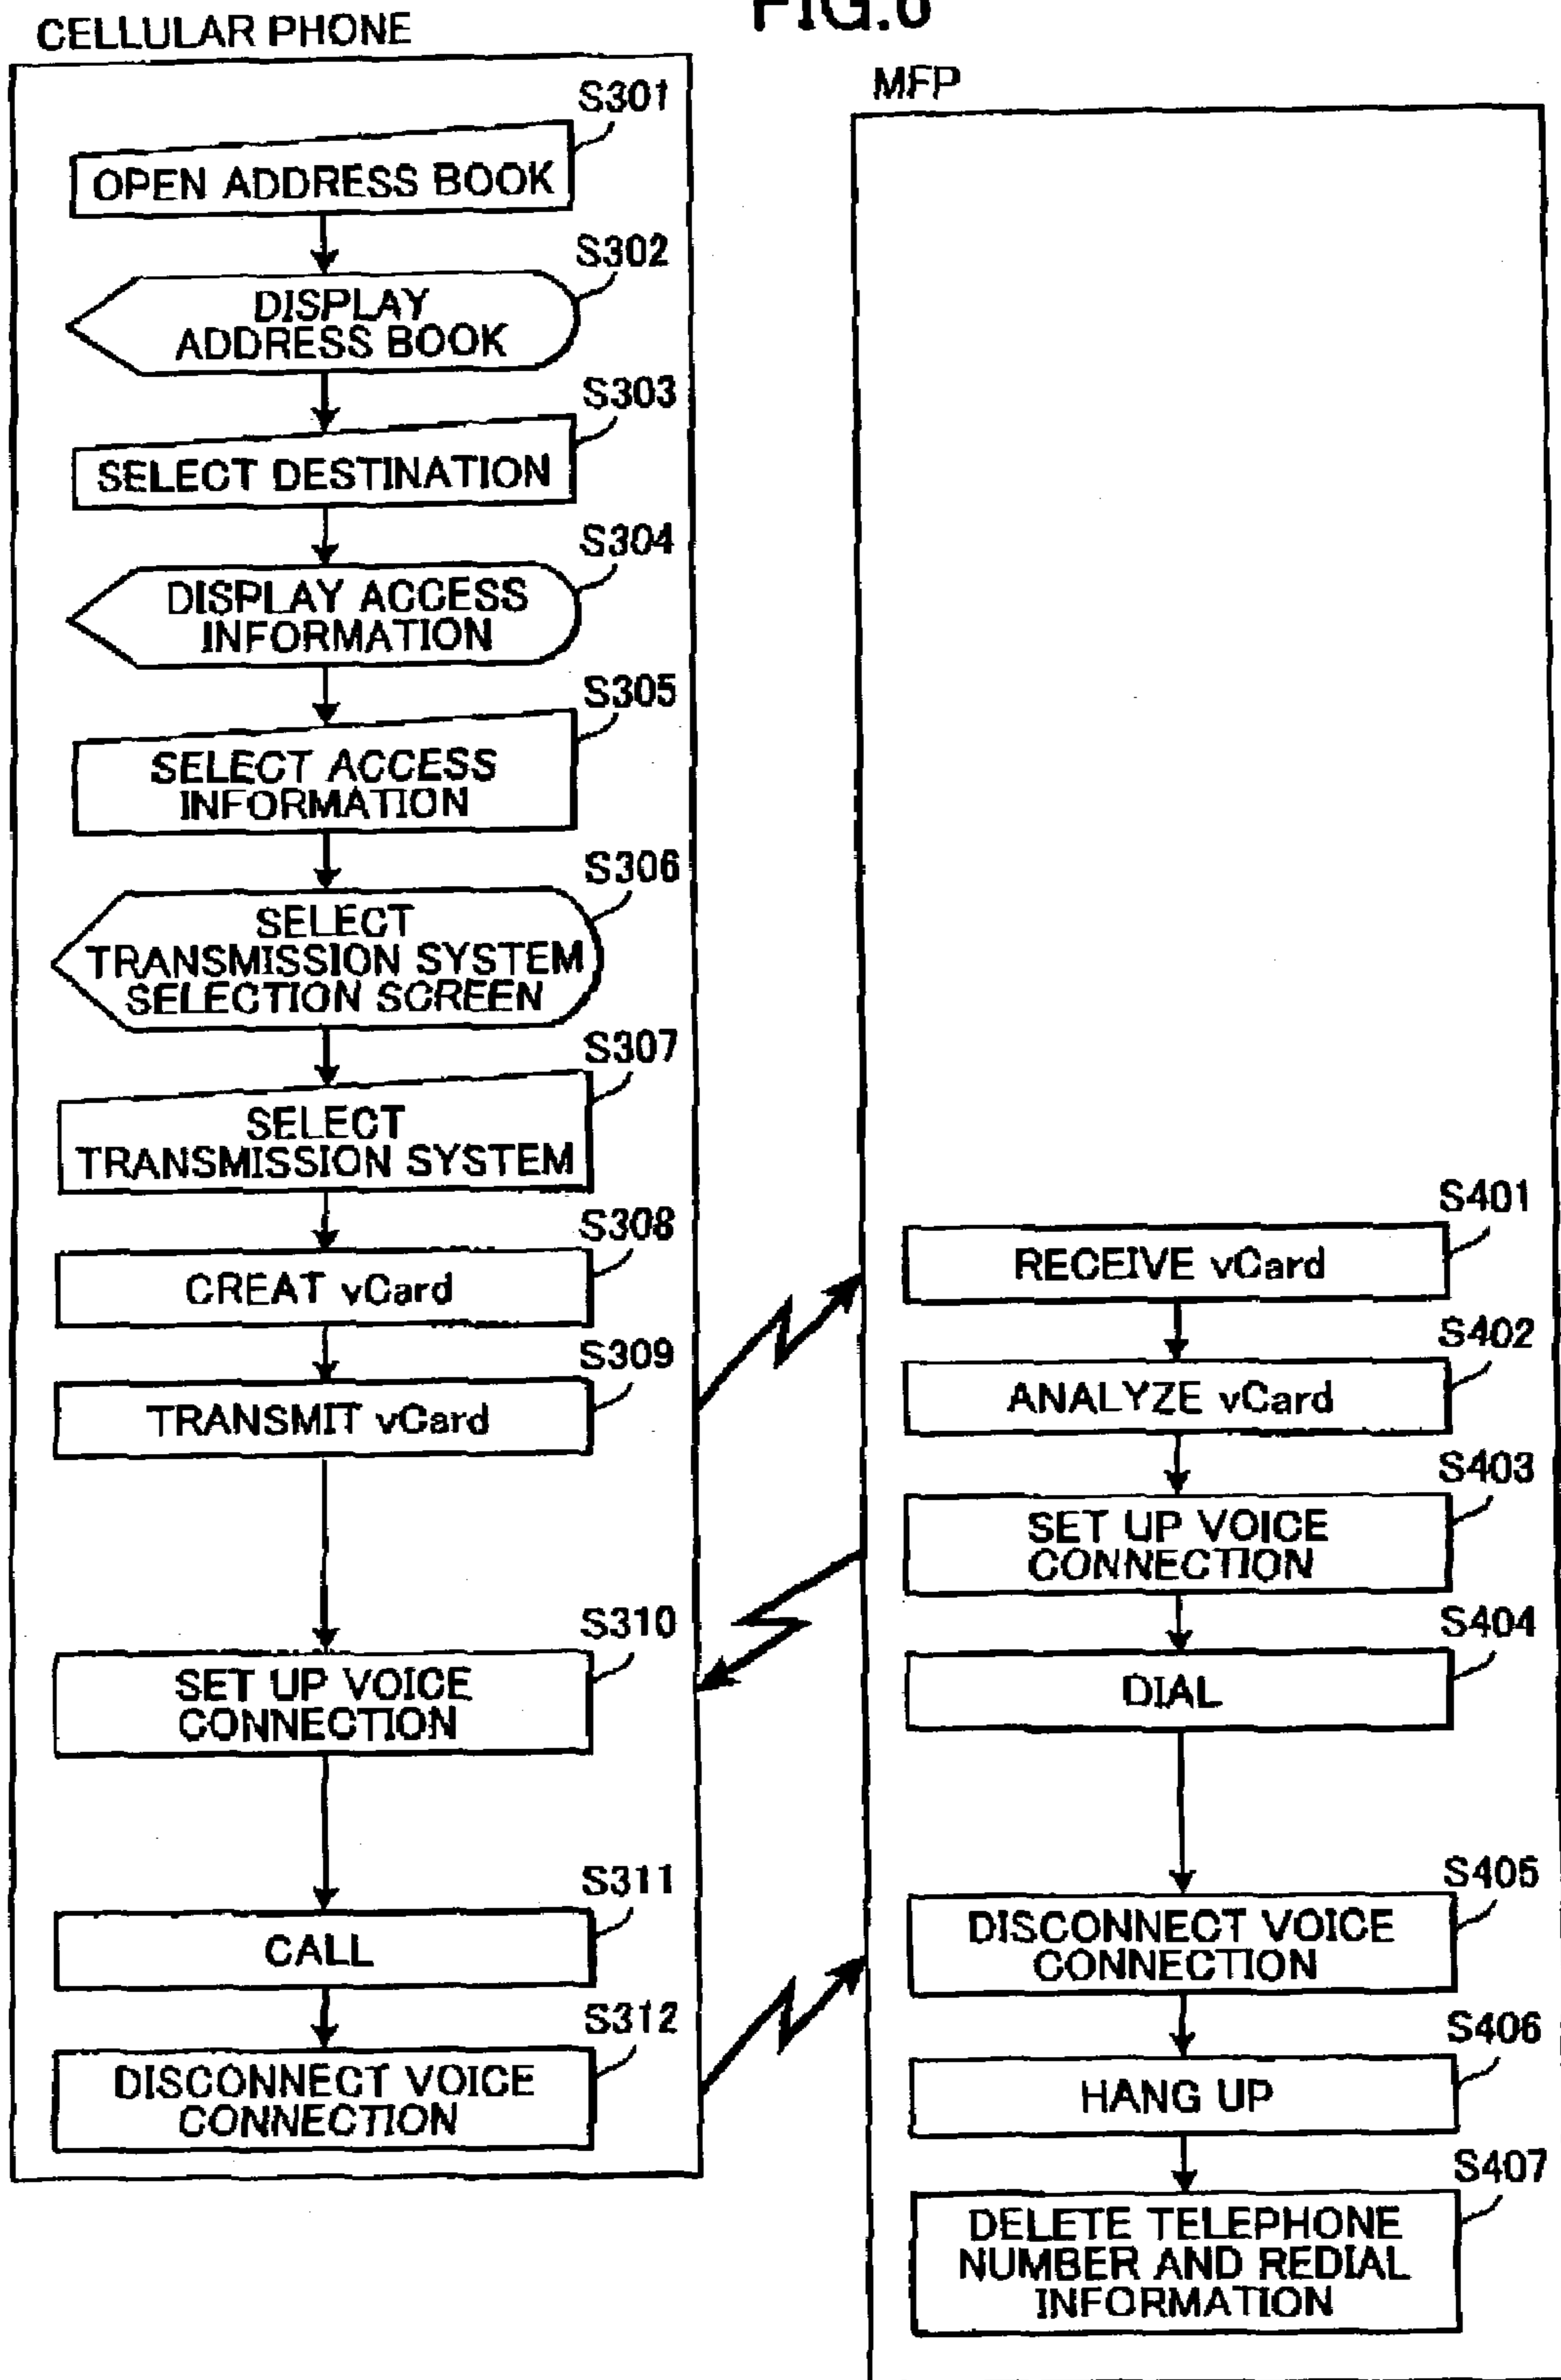 FIG.6
CELLULAR PHONE
S301
OPEN ADDRESS BOOK
S302
DISPLAY
ADDRESS BOOK
S303
SELECT DESTINATION
S304
DISPLAY ACCESS
INFORMATION
S305
SELECT ACCESS
INFORMATION
S306
SELECT
TRANSMISSION SYSTEM
SELECTION SCREEN
S307
SELECT
TRANSMISSION SYSTEM
S308
CREAT vCard
S309
TRANSMIT vCard
S310
SET UP VOICE
CONNECTION
S311
CALL
S312
DISCONNECT VOICE
CONNECTION
MFP
S401
RECEIVE vCard
S402
ANALYZE vCard
S403
SET UP VOICE
CONNECTION
S404
DIAL
S405
DISCONNECT VOICE
CONNECTION
S406
HANG UP
S407
DELETE TELEPHONE
NUMBER AND REDIAL
INFORMATION